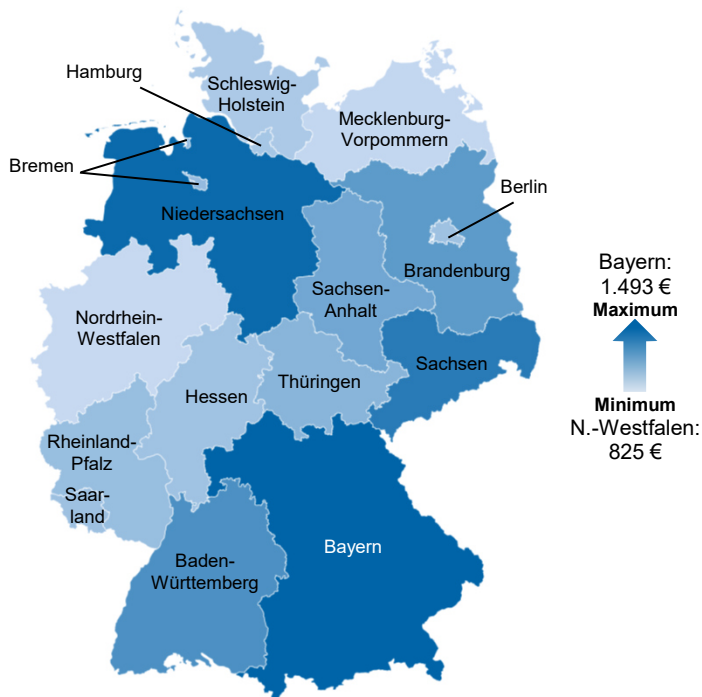 Hamburg
Schleswig-
Holstein
Mecklenburg-
Vorpommern
Bremen
Berlin
Niedersachsen
Brandenburg
Sachsen-
Anhalt
Nordrhein-
Westfalen
Sachsen
Thüringen
Hessen
Rheinland-
Pfalz
Saar-
land
Bayern
Baden-
Württemberg
Bayern:
1.493 €
Maximum
Minimum
N.-Westfalen:
825 €